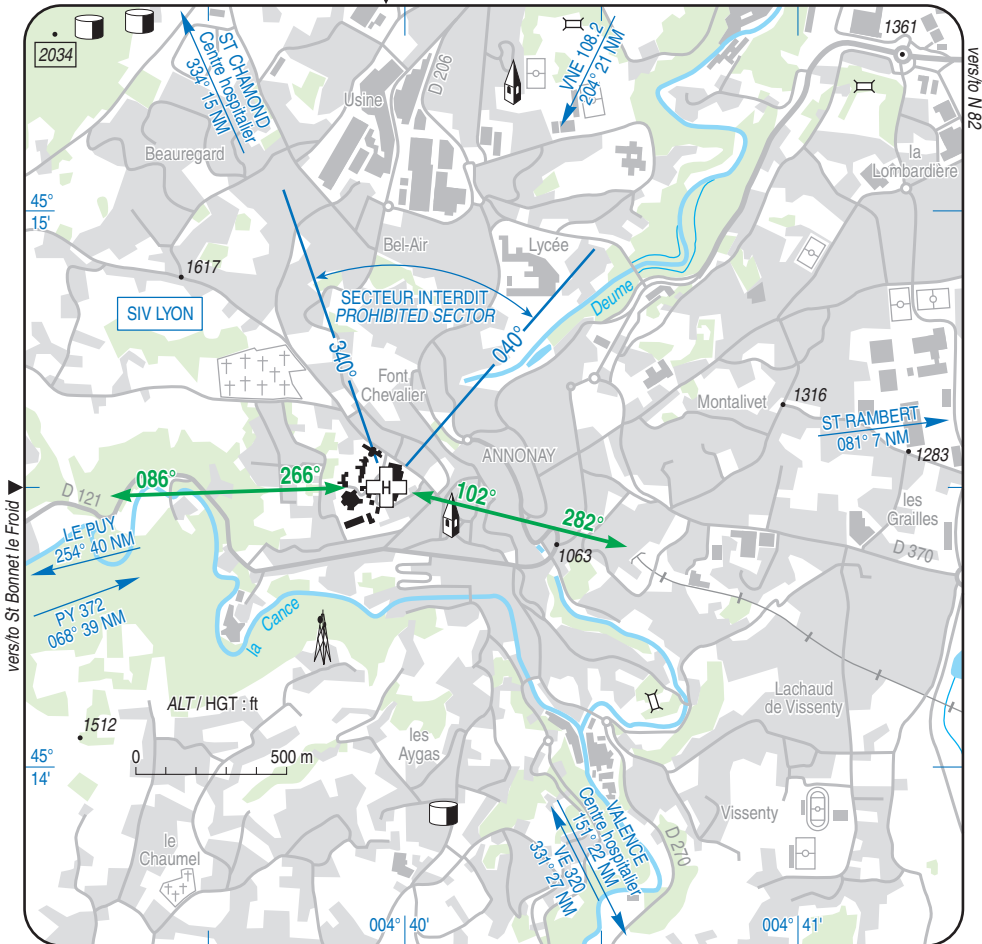 2034
ST CHAMOND
Centre hospitalier
334° 15 NM
Usine
D 206
VNE 108.2
204° 21 NM
1361
vers/to N 82
Beauregard
la
Lombardière
45°
15'
Bel-Air
Lycée
1617
SIV LYON
SECTEUR INTERDIT
PROHIBITED SECTOR
Deume
340°
040°
Font
Chevalier
Montalivet
1316
ST RAMBERT
081° 7 NM
1283
ANNONAY
086°
266°
H
102°
282°
D 121
vers/to St Bonnet le Froid
LE PUY
254° 40 NM
les
Grailles
D 370
1063
PY 372
068° 39 NM
la Cance
ALT / HGT : ft
1512
0
500 m
Lachaud
de Vissenty
les
Aygas
45°
14'
Vissenty
VALENCE
Centre hospitalier
151° 22 NM
VE 320
331° 27 NM
D 270
le
Chaumel
004° 40'
004° 41'